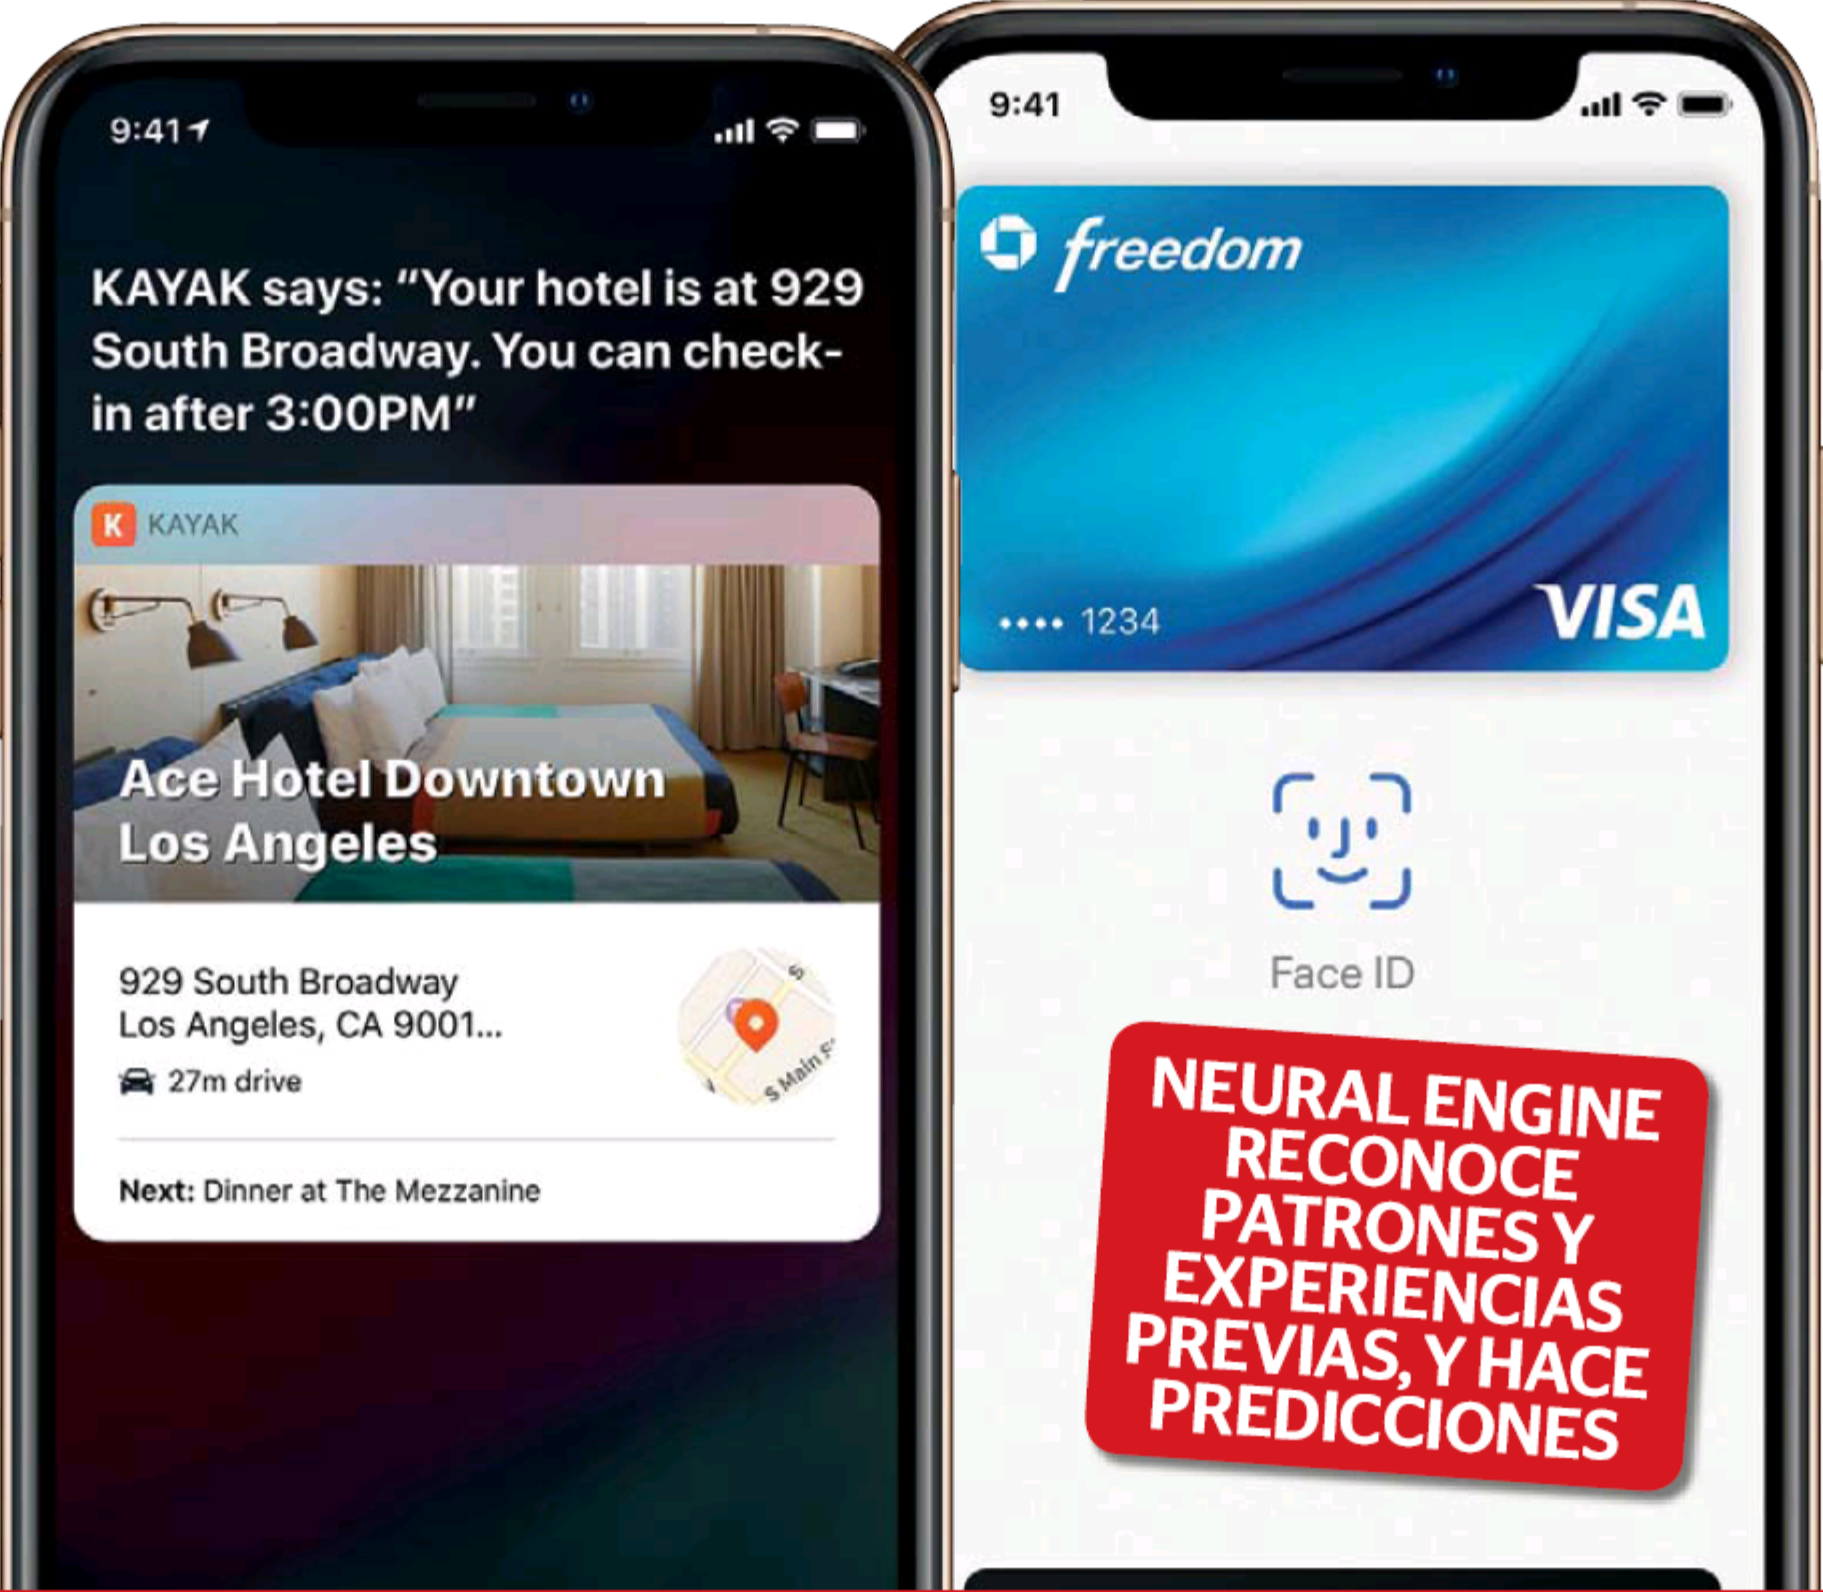 9:41
KAYAK says: “Your hotel is at 929
South Broadway. You can check-
in after 3:00PM”
K KAYAK
Ace Hotel Downtown
Los Angeles
929 South Broadway
Los Angeles, CA 9001...
27m drive
S
S Main
Next: Dinner at The Mezzanine
9:41
freedom
•••• 1234
VISA
Face ID
NEURAL ENGINE
RECONOCE
PATRONES Y
EXPERIENCIAS
PREVIAS, Y HACE
PREDICCIONES